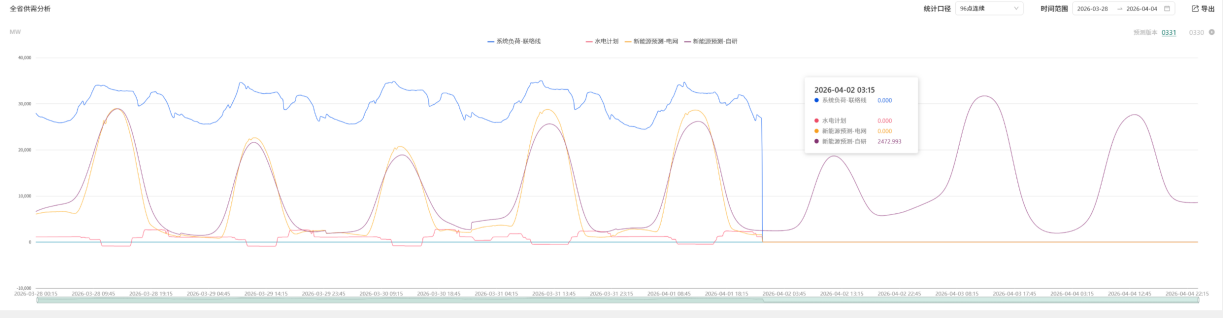 全省供需分析
统计口径 96点连续 时间范围 2026-03-28 → 2026-04-04 导出
MW
预测版本 0331 0330
系统负荷-联络线 水电计划 新能源预测-电网 新能源预测-自研
40,000
30,000
20,000
10,000
0
-10,000
2026-04-02 03:15
系统负荷-联络线 0.000
水电计划 0.000
新能源预测-电网 0.000
新能源预测-自研 2472.993
2026-03-28 00:15 2026-03-28 09:45 2026-03-28 19:15 2026-03-29 04:45 2026-03-29 14:15 2026-03-29 23:45 2026-03-30 09:15 2026-03-30 18:45 2026-03-31 04:15 2026-03-31 13:45 2026-03-31 23:15 2026-04-01 08:45 2026-04-01 18:15 2026-04-02 03:45 2026-04-02 13:15 2026-04-02 22:45 2026-04-03 08:15 2026-04-03 17:45 2026-04-04 03:15 2026-04-04 12:45 2026-04-04 22:15